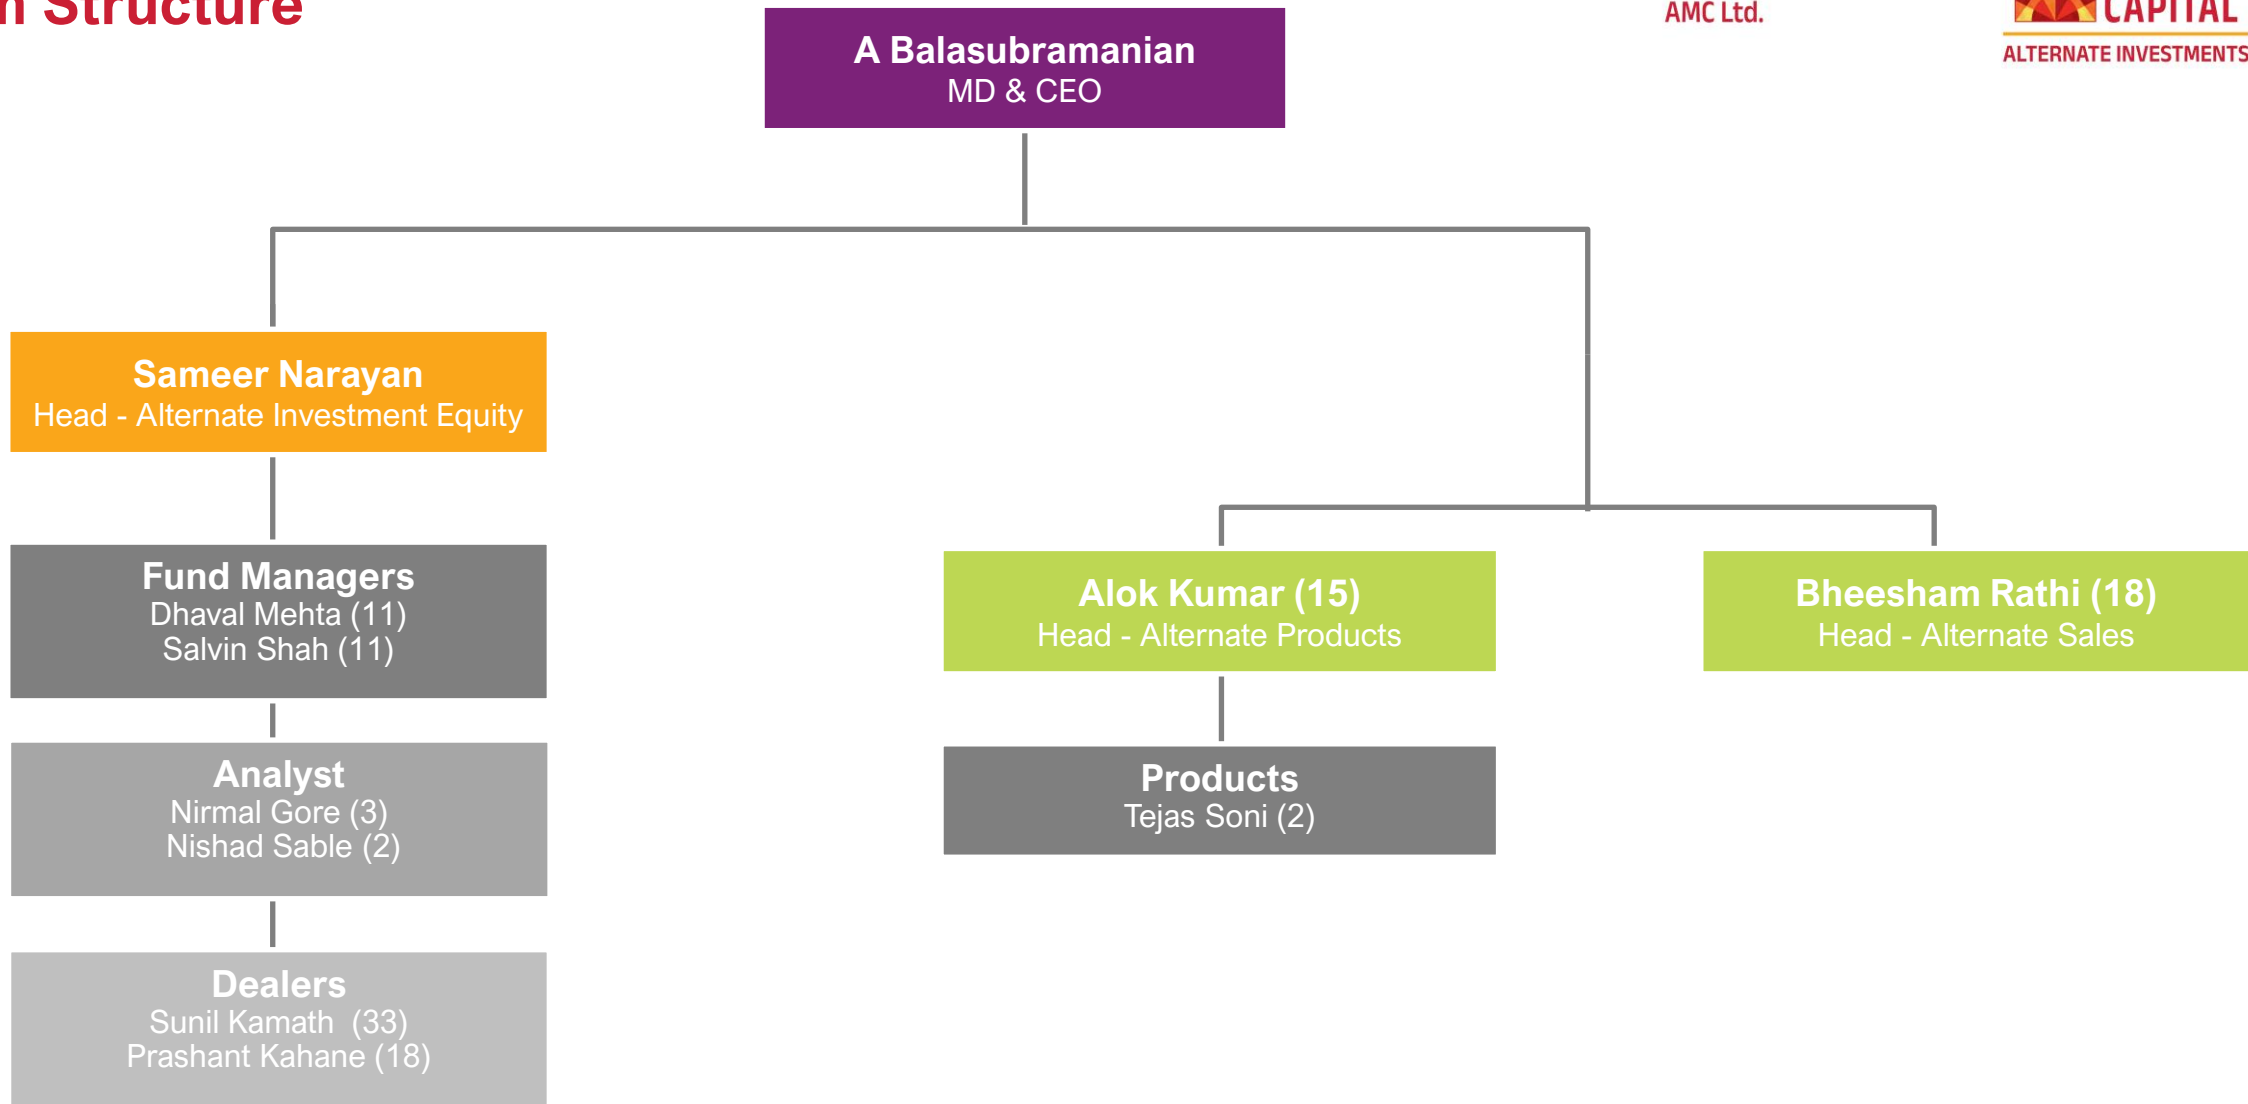 Structure
AMC Ltd.
CAPITAL
ALTERNATE INVESTMENTS
A Balasubramanian
MD & CEO
Sameer Narayan
Head - Alternate Investment Equity
Fund Managers
Dhaval Mehta (11)
Salvin Shah (11)
Analyst
Nirmal Gore (3)
Nishad Sable (2)
Dealers
Sunil Kamath  (33)
Prashant Kahane (18)
Alok Kumar (15)
Head - Alternate Products
Products
Tejas Soni (2)
Bheesham Rathi (18)
Head - Alternate Sales